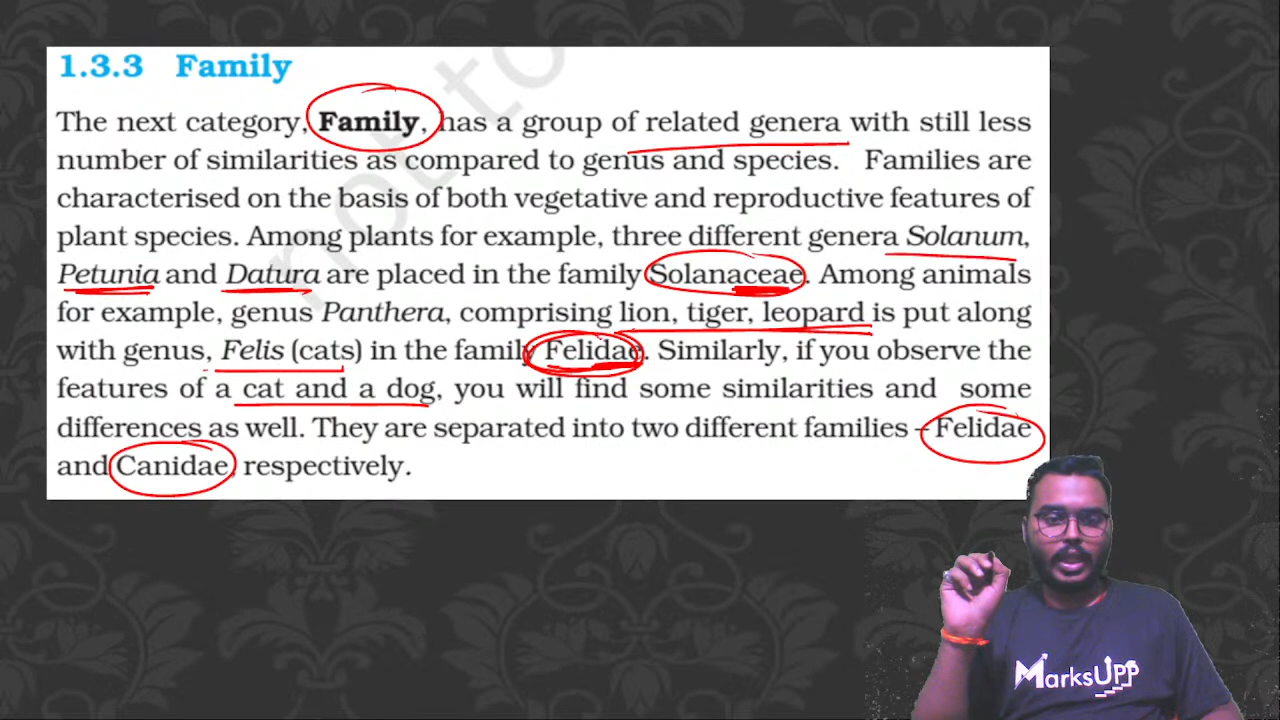 1.3.3 Family
The next category, Family, has a group of related genera with still less
number of similarities as compared to genus and species. Families are
characterised on the basis of both vegetative and reproductive features of
plant species. Among plants for example, three different genera Solanum,
Petunia and Datura are placed in the family Solanaceae. Among animals
for example, genus Panthera, comprising lion, tiger, leopard is put along
with genus, Felis (cats) in the family Felidae. Similarly, if you observe the
features of a cat and a dog, you will find some similarities and some
differences as well. They are separated into two different families – Felidae
and Canidae, respectively.
not to
MarksUPP